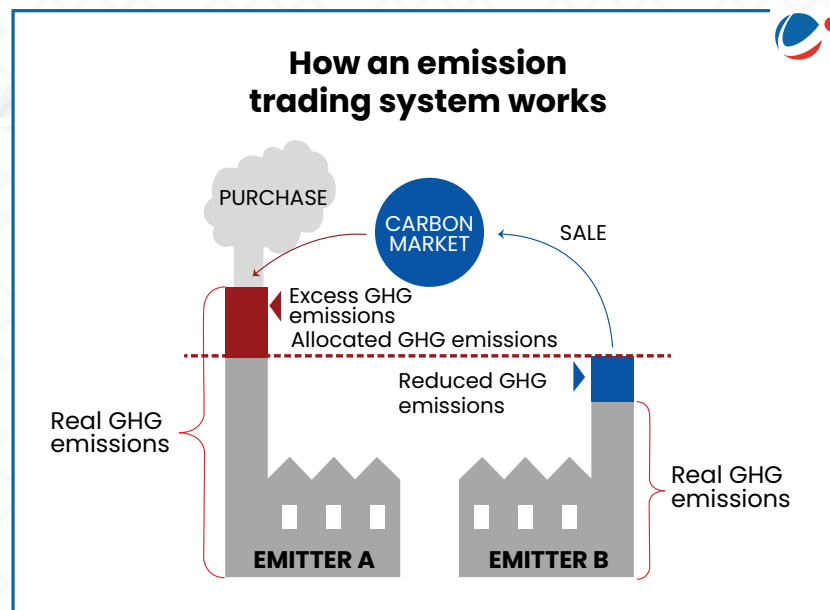 How an emission
trading system works
PURCHASE
CARBON
MARKET
SALE
Excess GHG
emissions
Allocated GHG emissions
Reduced GHG
emissions
Real GHG
emissions
Real GHG
emissions
EMITTER A
EMITTER B